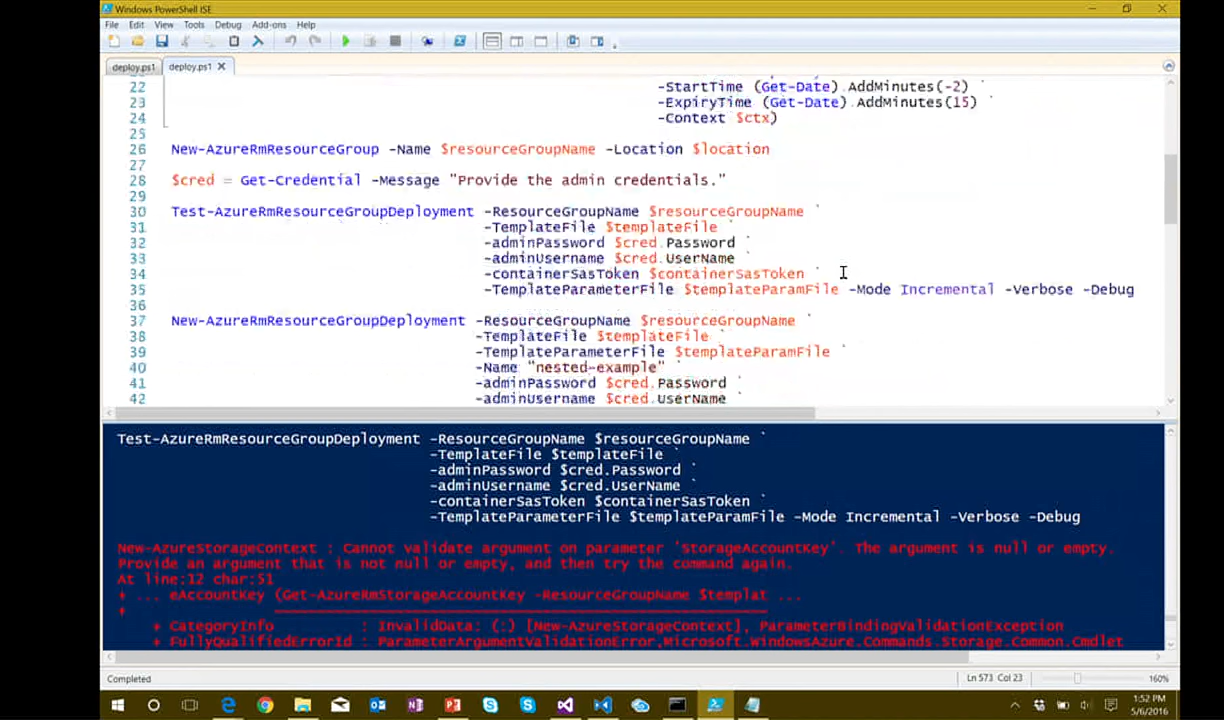 Windows PowerShell ISE
File Edit View Tools Debug Add-ons Help
deploy.ps1 deploy.ps1 X
22 -StartTime (Get-Date).AddMinutes(-2) `
23 -ExpiryTime (Get-Date).AddMinutes(15) `
24 -Context $ctx)
25
26 New-AzureRmResourceGroup -Name $resourceGroupName -Location $location
27
28 $cred = Get-Credential -Message "Provide the admin credentials."
29
30 Test-AzureRmResourceGroupDeployment -ResourceGroupName $resourceGroupName `
31 -TemplateFile $templateFile `
32 -adminPassword $cred.Password `
33 -adminUsername $cred.UserName `
34 -containerSasToken $containerSasToken `
35 -TemplateParameterFile $templateParamFile -Mode Incremental -Verbose -Debug
36
37 New-AzureRmResourceGroupDeployment -ResourceGroupName $resourceGroupName `
38 -TemplateFile $templateFile `
39 -TemplateParameterFile $templateParamFile `
40 -Name "nested-example" `
41 -adminPassword $cred.Password `
42 -adminUsername $cred.UserName `
Test-AzureRmResourceGroupDeployment -ResourceGroupName $resourceGroupName `
-TemplateFile $templateFile `
-adminPassword $cred.Password `
-adminUsername $cred.UserName `
-containerSasToken $containerSasToken `
-TemplateParameterFile $templateParamFile -Mode Incremental -Verbose -Debug
New-AzureStorageContext : Cannot validate argument on parameter 'StorageAccountKey'. The argument is null or empty.
Provide an argument that is not null or empty, and then try the command again.
At line:12 char:51
+ ... eAccountKey (Get-AzureRmStorageAccountKey -ResourceGroupName $templat ...
+ ~~~~~~~~~~~~~~~~~~~~~~~~~~~~~~~~~~~~~~~~~~~~~~~~~~~~~~~~~
+ CategoryInfo : InvalidData: (:) [New-AzureStorageContext], ParameterBindingValidationException
+ FullyQualifiedErrorId : ParameterArgumentValidationError,Microsoft.WindowsAzure.Commands.Storage.Common.Cmdlet
Completed Ln 573 Col 23 160%
1:52 PM
5/6/2016